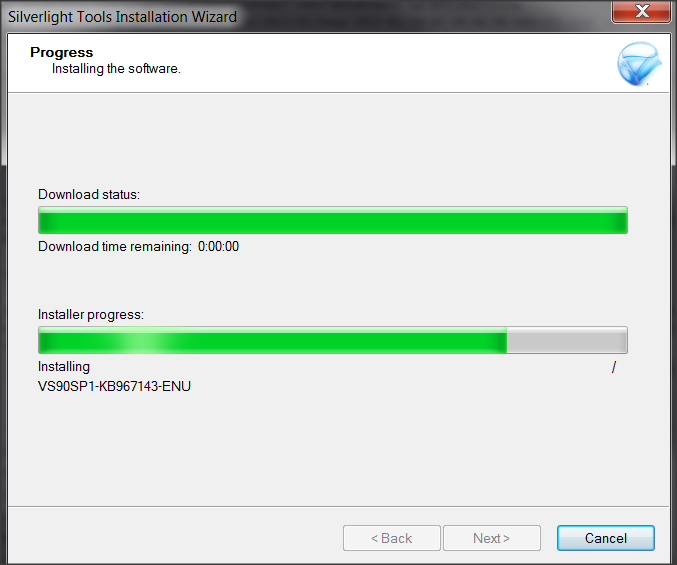 Silverlight Tools Installation Wizard
Progress
Installing the software.
Download status:
Download time remaining: 0:00:00
Installer progress:
Installing /
VS90SP1-KB967143-ENU
< Back Next > Cancel